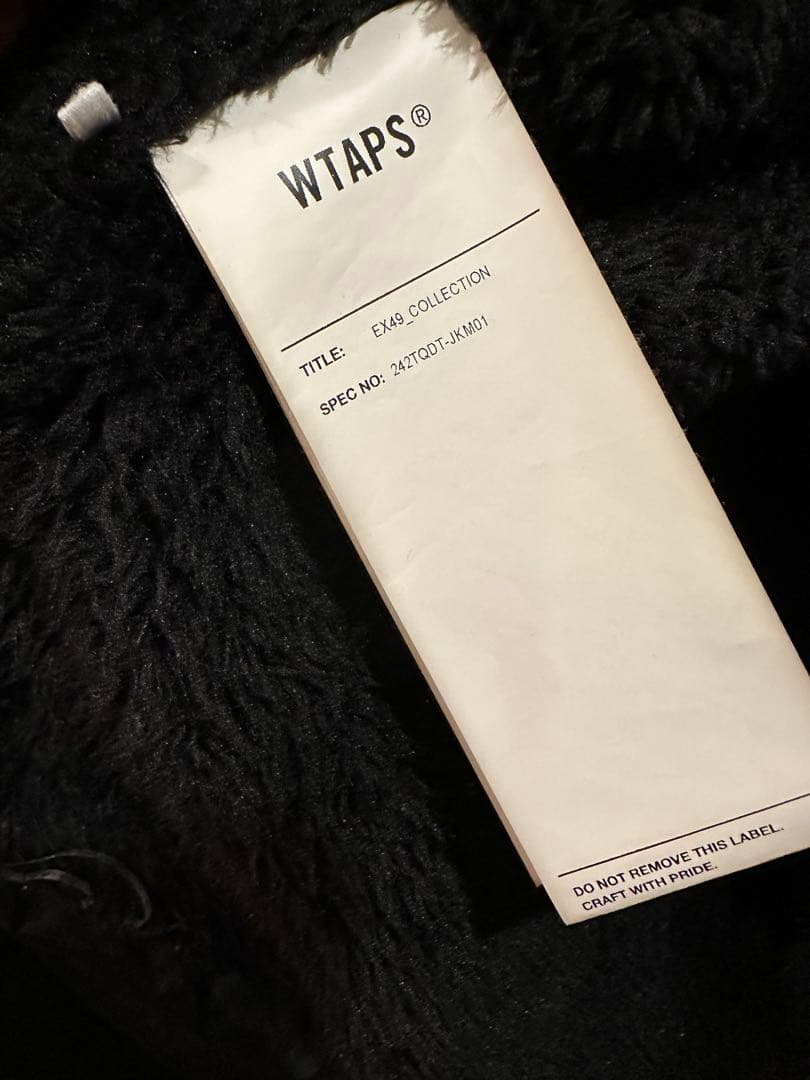 WTAPS®
TITLE: EX49_COLLECTION
SPEC NO: 242TQDT-JKM01
DO NOT REMOVE THIS LABEL.
CRAFT WITH PRIDE.